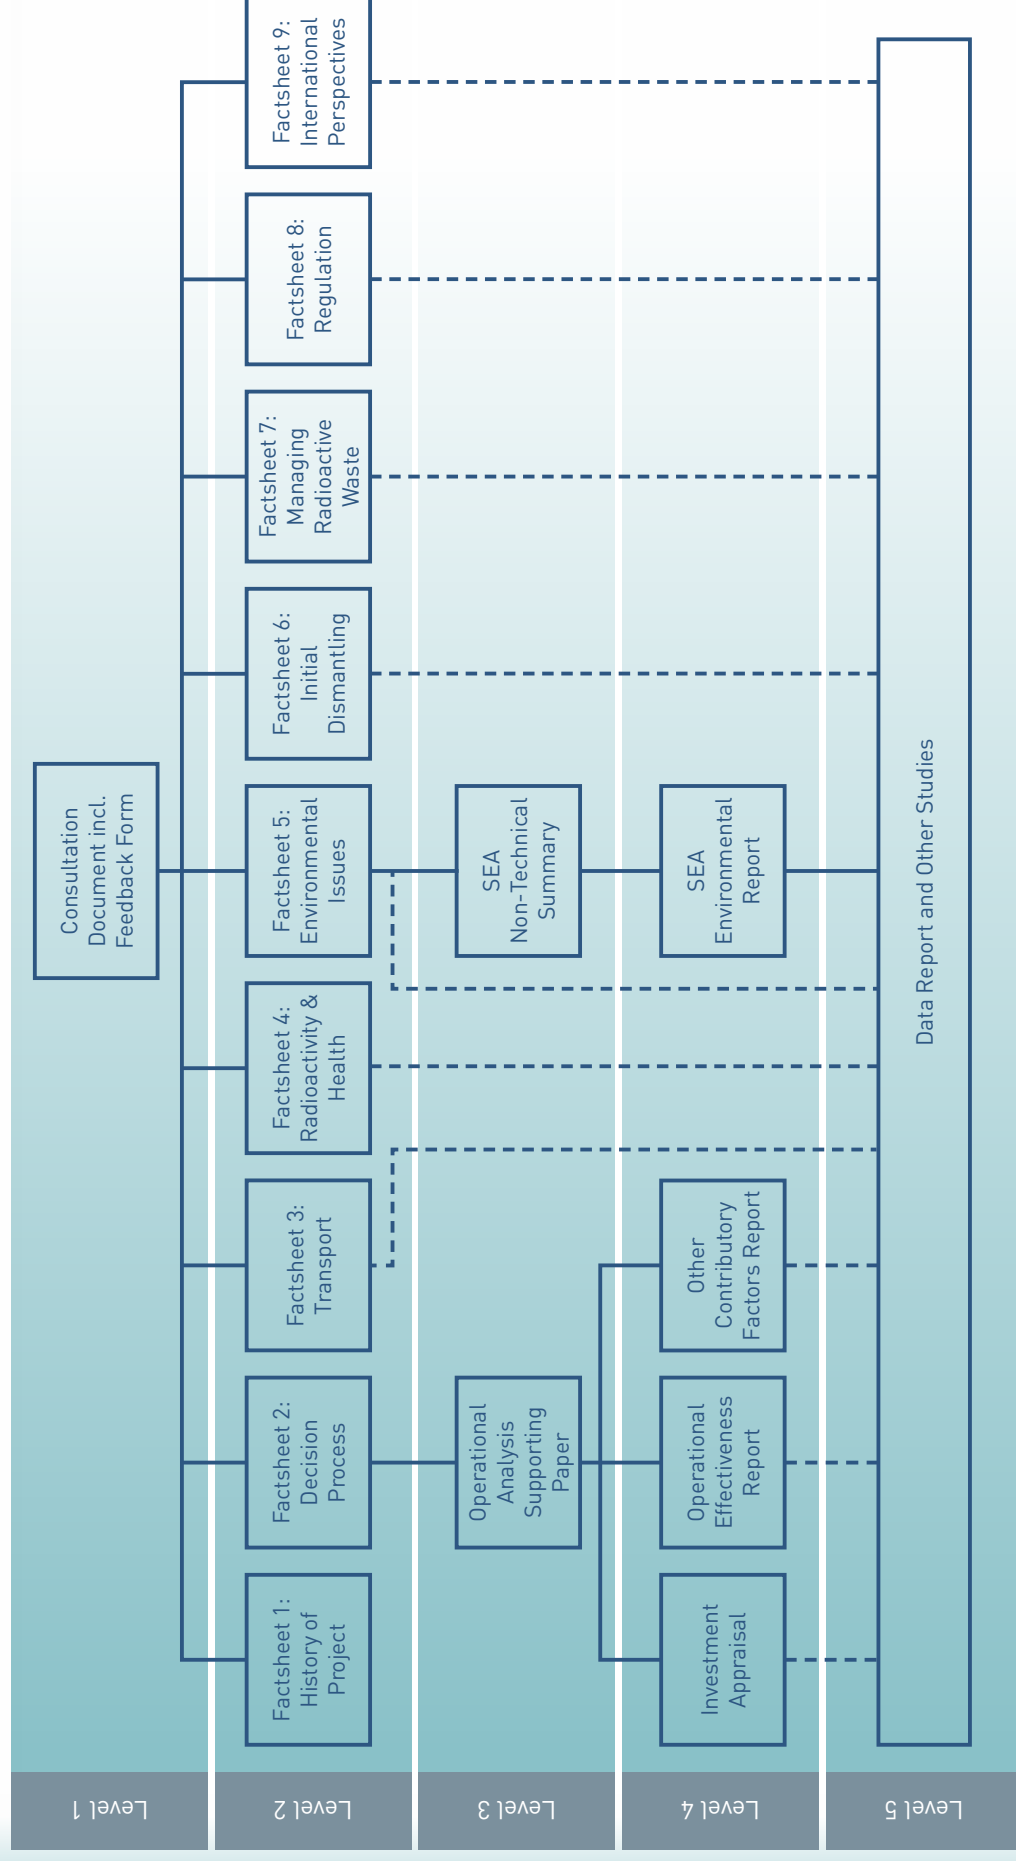 Level 1
Consultation
Document incl.
Feedback Form
Level 2
Factsheet 1:
History of
Project
Factsheet 2:
Decision
Process
Factsheet 3:
Transport
Factsheet 4:
Radioactivity &
Health
Factsheet 5:
Environmental
Issues
Factsheet 6:
Initial
Dismantling
Factsheet 7:
Managing
Radioactive
Waste
Factsheet 8:
Regulation
Factsheet 9:
International
Perspectives
Level 3
Operational
Analysis
Supporting
Paper
SEA
Non-Technical
Summary
Level 4
Investment
Appraisal
Operational
Effectiveness
Report
Other
Contributory
Factors Report
SEA
Environmental
Report
Level 5
Data Report and Other Studies